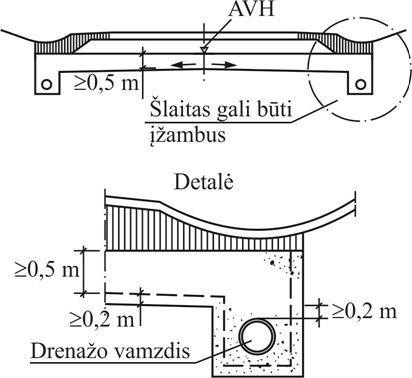 AVH
≥0,5 m
Šlaitas gali būti
įžambus
Detalė
≥0,5 m
≥0,2 m
≥0,2 m
Drenažo vamzdis